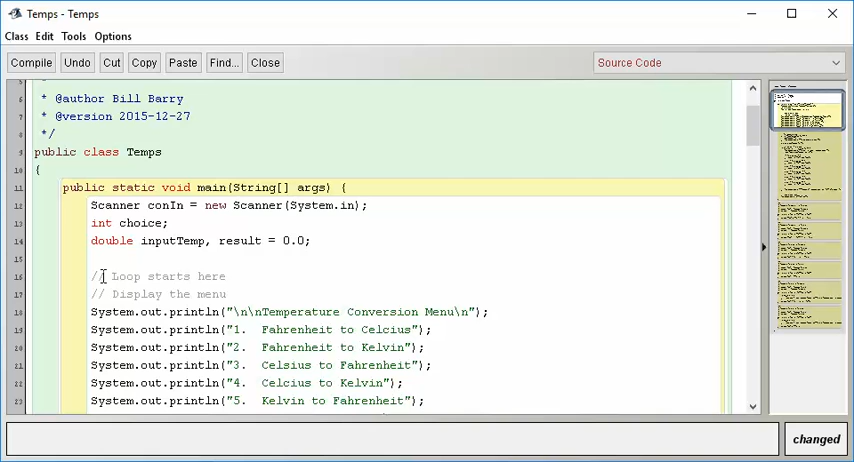 Temps - Temps
Class Edit Tools Options
Compile Undo Cut Copy Paste Find... Close Source Code
5 *
6 * @author Bill Barry
7 * @version 2015-12-27
8 */
9 public class Temps
10 {
11 public static void main(String[] args) {
12 Scanner conIn = new Scanner(System.in);
13 int choice;
14 double inputTemp, result = 0.0;
15
16 // Loop starts here
17 // Display the menu
18 System.out.println("\n\nTemperature Conversion Menu\n");
19 System.out.println("1. Fahrenheit to Celcius");
20 System.out.println("2. Fahrenheit to Kelvin");
21 System.out.println("3. Celsius to Fahrenheit");
22 System.out.println("4. Celcius to Kelvin");
23 System.out.println("5. Kelvin to Fahrenheit");
changed